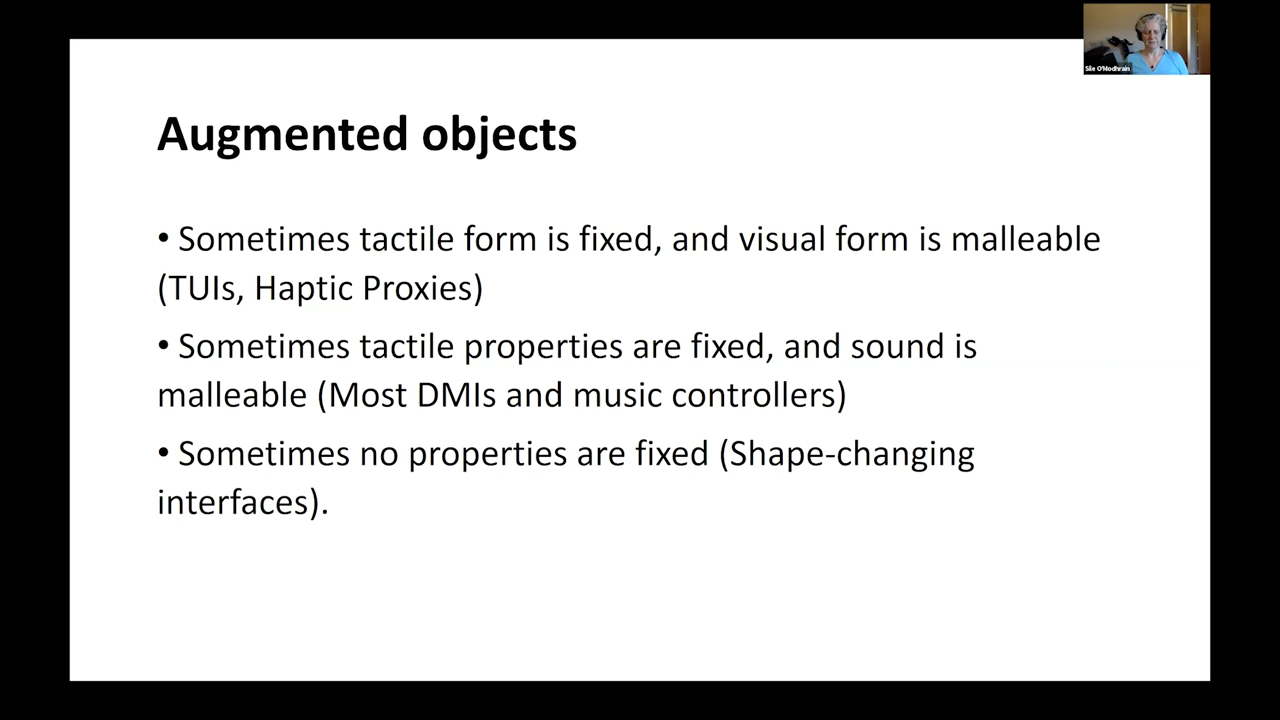 Sile O'Modhrain
Augmented objects
• Sometimes tactile form is fixed, and visual form is malleable
(TUIs, Haptic Proxies)
• Sometimes tactile properties are fixed, and sound is
malleable (Most DMIs and music controllers)
• Sometimes no properties are fixed (Shape-changing
interfaces).